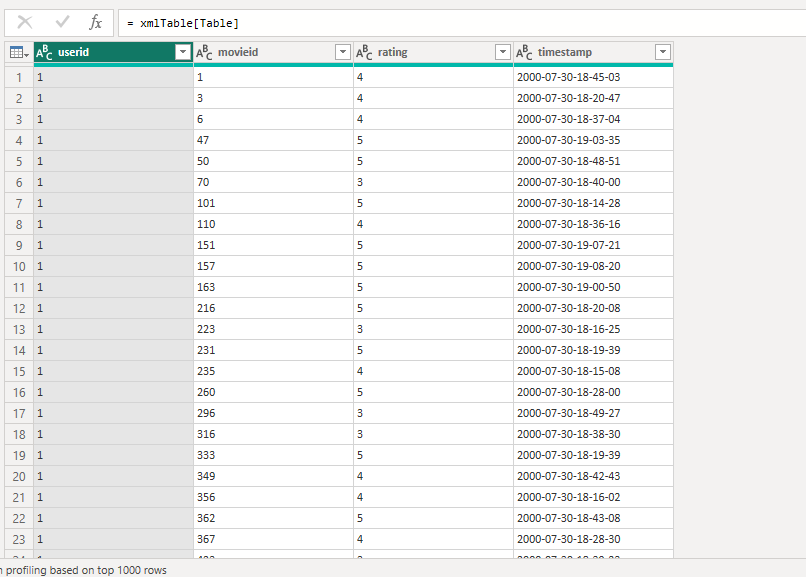 fx = xmlTable[Table]
ABC userid ABC movieid ABC rating ABC timestamp
1 1 1 4 2000-07-30-18-45-03
2 1 3 4 2000-07-30-18-20-47
3 1 6 4 2000-07-30-18-37-04
4 1 47 5 2000-07-30-19-03-35
5 1 50 5 2000-07-30-18-48-51
6 1 70 3 2000-07-30-18-40-00
7 1 101 5 2000-07-30-18-14-28
8 1 110 4 2000-07-30-18-36-16
9 1 151 5 2000-07-30-19-07-21
10 1 157 5 2000-07-30-19-08-20
11 1 163 5 2000-07-30-19-00-50
12 1 216 5 2000-07-30-18-20-08
13 1 223 3 2000-07-30-18-16-25
14 1 231 5 2000-07-30-18-19-39
15 1 235 4 2000-07-30-18-15-08
16 1 260 5 2000-07-30-18-28-00
17 1 296 3 2000-07-30-18-49-27
18 1 316 3 2000-07-30-18-38-30
19 1 333 5 2000-07-30-18-19-39
20 1 349 4 2000-07-30-18-42-43
21 1 356 4 2000-07-30-18-16-02
22 1 362 5 2000-07-30-18-43-08
23 1 367 4 2000-07-30-18-28-30
profiling based on top 1000 rows